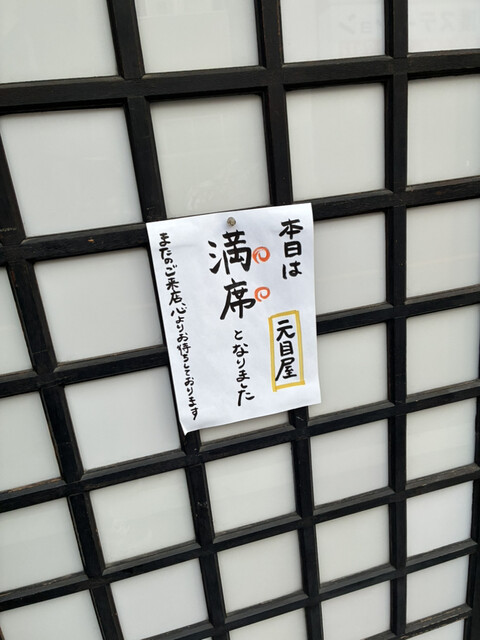 本日は
満席
となりました
またのご来店、心よりお待ちしております
元目屋